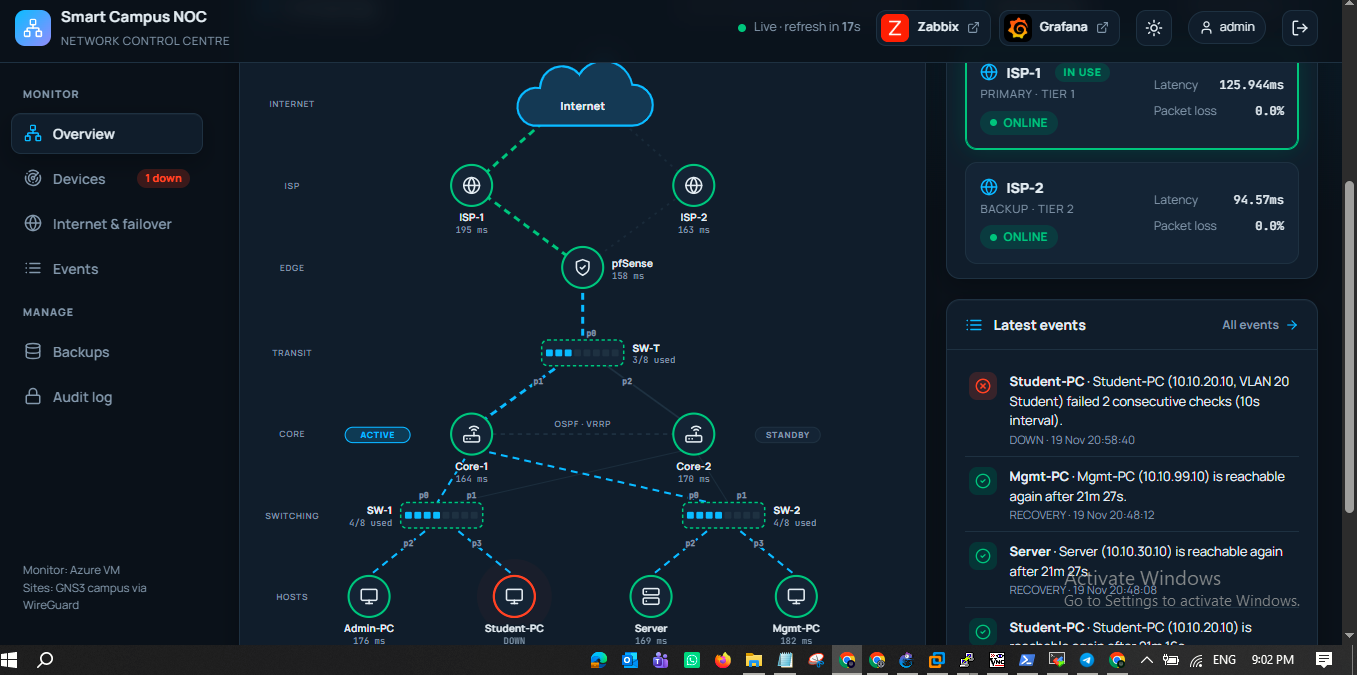 Smart Campus NOC
NETWORK CONTROL CENTRE
Live · refresh in 17s
Zabbix
Grafana
admin
MONITOR
Overview
Devices
1 down
Internet & failover
Events
MANAGE
Backups
Audit log
Monitor: Azure VM
Sites: GNS3 campus via
WireGuard
INTERNET
Internet
ISP
ISP-1
195 ms
ISP-2
163 ms
EDGE
pfSense
158 ms
TRANSIT
p0
SW-T
3/8 used
p1
p2
CORE
ACTIVE
OSPF · VRRP
STANDBY
Core-1
164 ms
Core-2
170 ms
SWITCHING
p0
p1
SW-1
4/8 used
p2
p3
p0
p1
SW-2
4/8 used
p2
p3
HOSTS
Admin-PC
176 ms
Student-PC
DOWN
Server
169 ms
Mgmt-PC
182 ms
ISP-1
IN USE
PRIMARY · TIER 1
ONLINE
Latency
125.944ms
Packet loss
0.0%
ISP-2
BACKUP · TIER 2
ONLINE
Latency
94.57ms
Packet loss
0.0%
Latest events
All events
Student-PC · Student-PC (10.10.20.10, VLAN 20
Student) failed 2 consecutive checks (10s
interval).
DOWN · 19 Nov 20:58:40
Mgmt-PC · Mgmt-PC (10.10.99.10) is reachable
again after 21m 27s.
RECOVERY · 19 Nov 20:48:12
Server · Server (10.10.30.10) is reachable again
after 21m 27s.
RECOVERY · 19 Nov 20:48:08
Student-PC · Student-PC (10.10.20.10) is
reachable again after 21m 16s.
Activate Windows
Go to Settings to activate Windows.
ENG
9:02 PM